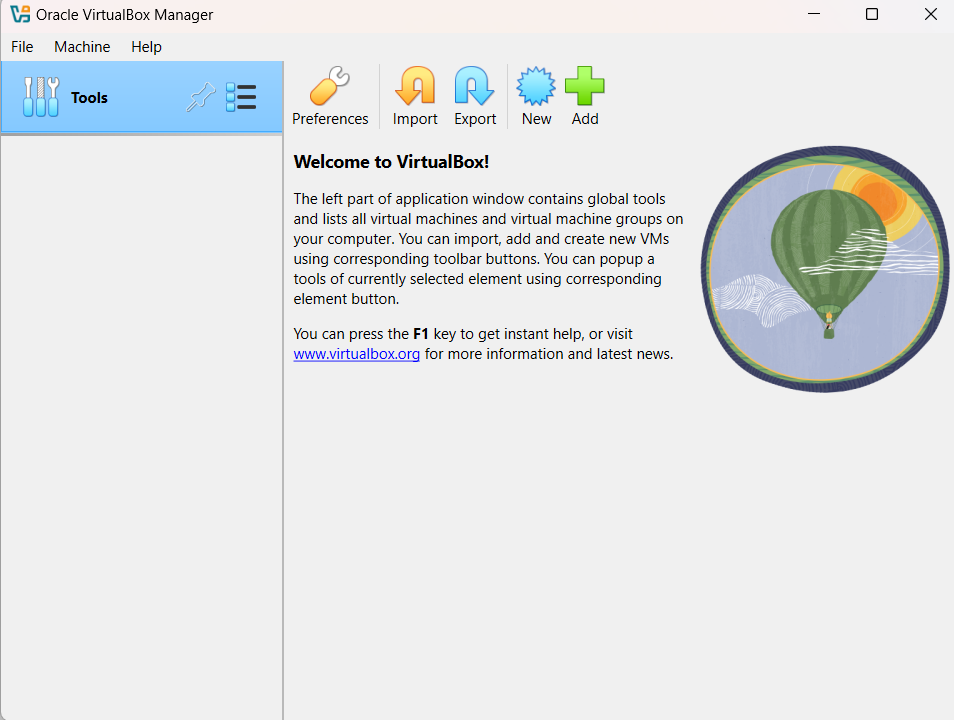 Oracle VirtualBox Manager
File Machine Help
Tools
Preferences Import Export New Add
Welcome to VirtualBox!
The left part of application window contains global tools
and lists all virtual machines and virtual machine groups on
your computer. You can import, add and create new VMs
using corresponding toolbar buttons. You can popup a
tools of currently selected element using corresponding
element button.
You can press the F1 key to get instant help, or visit
www.virtualbox.org for more information and latest news.